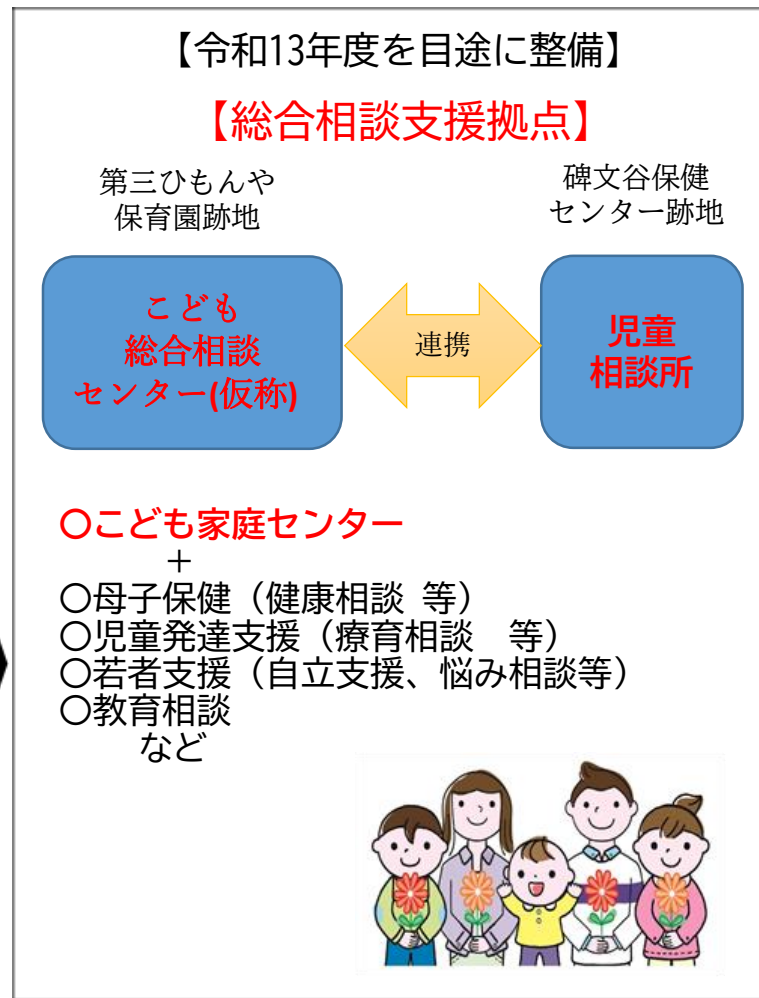 【令和13年度を目途に整備】
【総合相談支援拠点】
第三ひもんや
保育園跡地
碑文谷保健
センター跡地
こども
総合相談
センター(仮称)
連携
児童
相談所
〇こども家庭センター
＋
〇母子保健（健康相談 等）
〇児童発達支援（療育相談　等）
〇若者支援（自立支援、悩み相談等）
〇教育相談
など